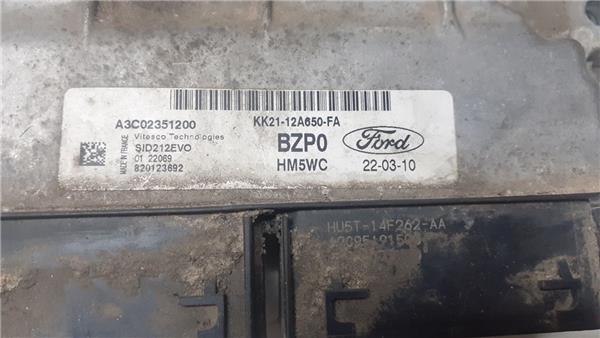 A3C02351200
Vitesco Technologies
SID212EVO
01 22069
820123692
MADE IN FRANCE
KK21-12A650-FA
BZP0
HM5WC
Ford
22-03-10
HU5T-14F262-AA